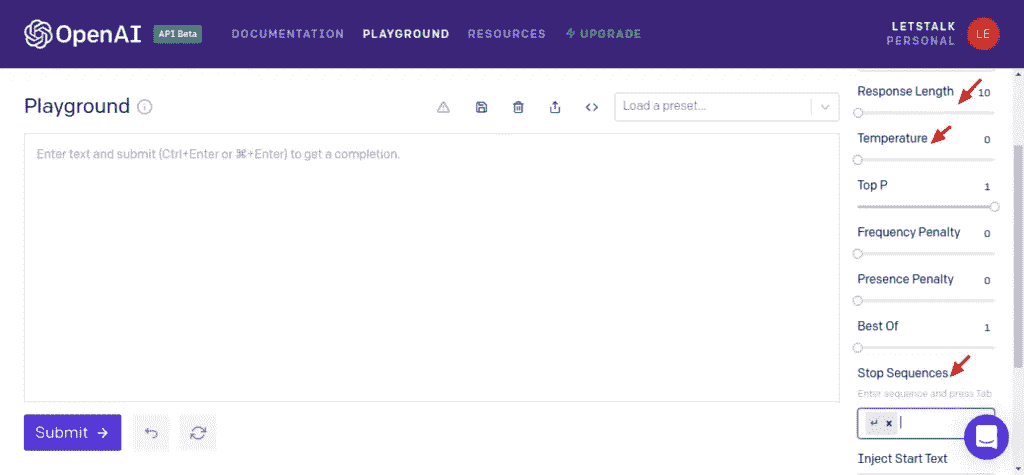 OpenAI API Beta DOCUMENTATION PLAYGROUND RESOURCES UPGRADE LETSTALK PERSONAL LE
Playground Load a preset...
Enter text and submit (Ctrl+Enter or ⌘+Enter) to get a completion.
Submit →
Response Length 10
Temperature 0
Top P 1
Frequency Penalty 0
Presence Penalty 0
Best Of 1
Stop Sequences
Enter sequence and press Tab
↵ x
Inject Start Text